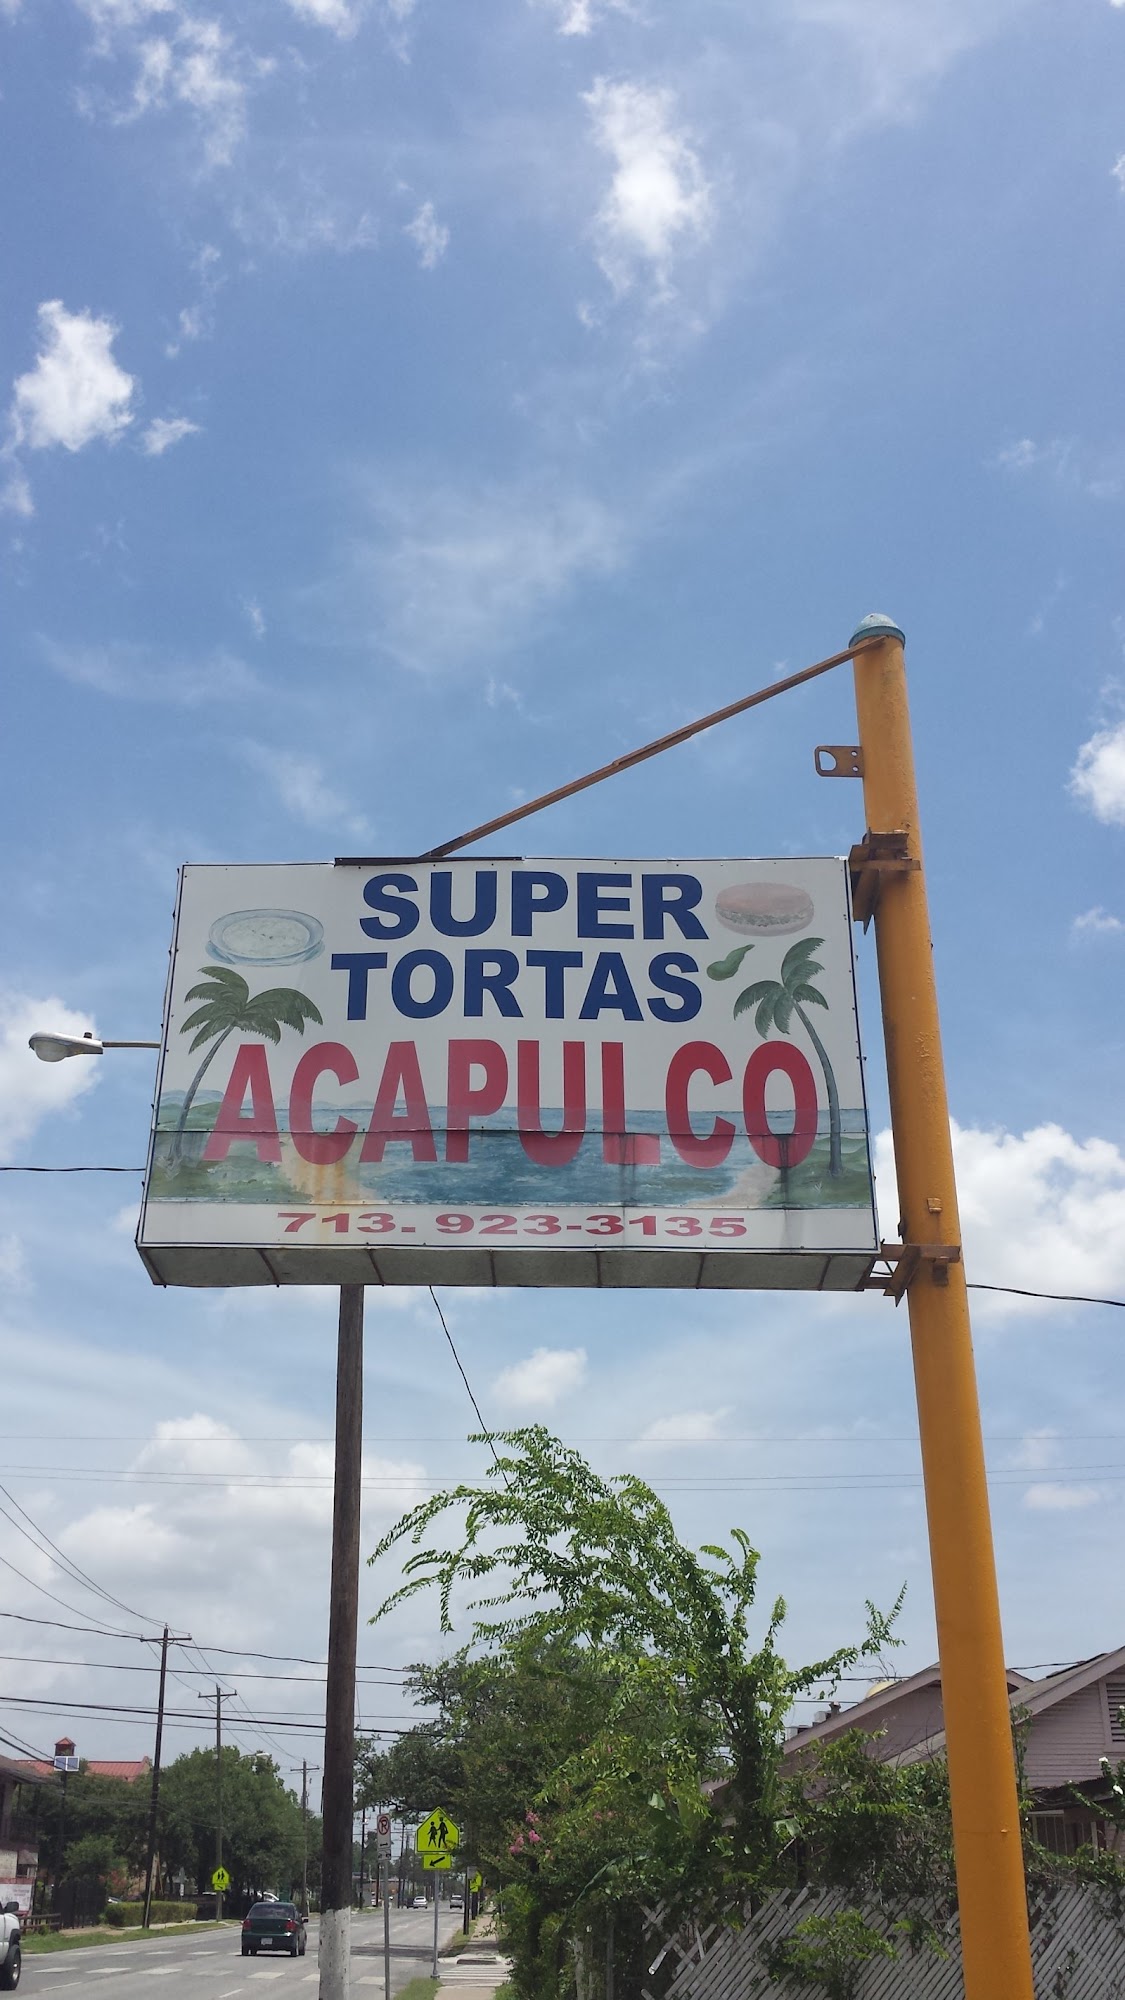 SUPER
TORTAS
ACAPULCO
713. 923-3135